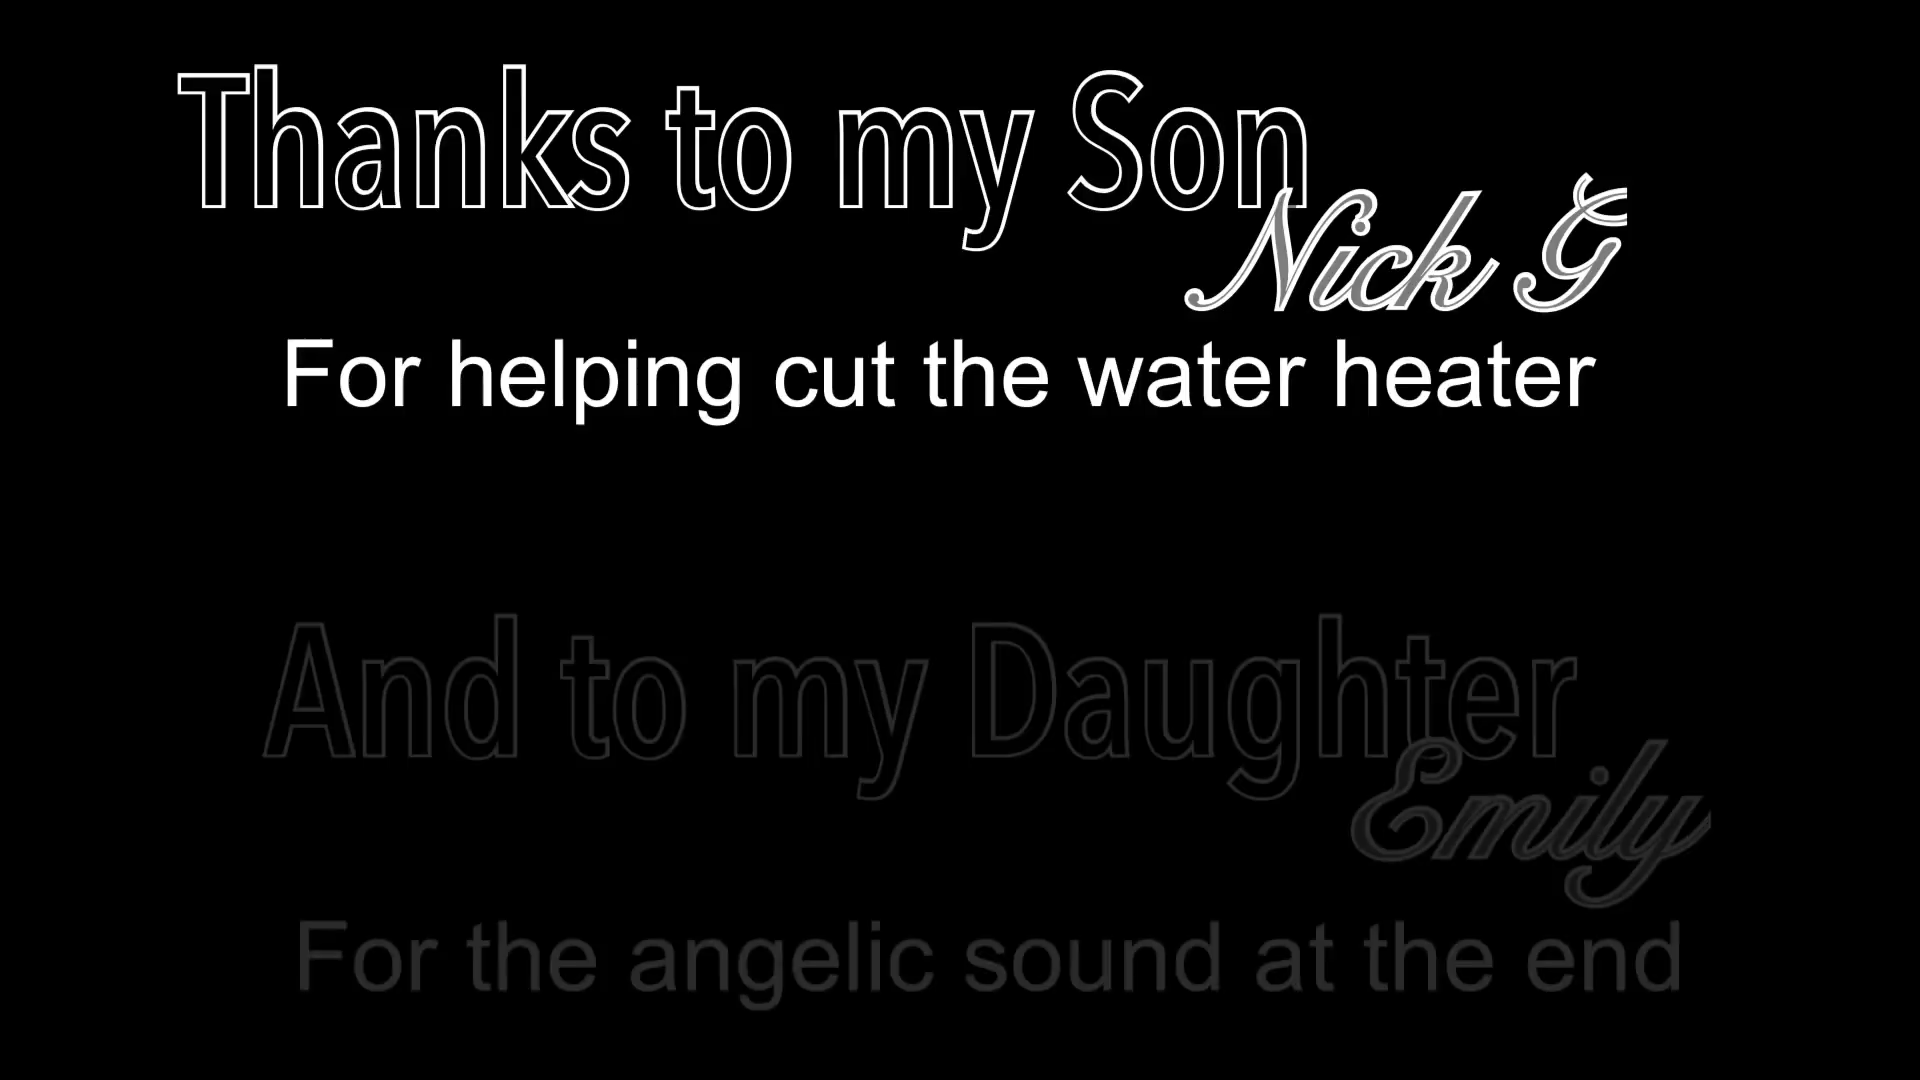 Thanks to my Son
Nick G
For helping cut the water heater
And to my Daughter
Emily
For the angelic sound at the end